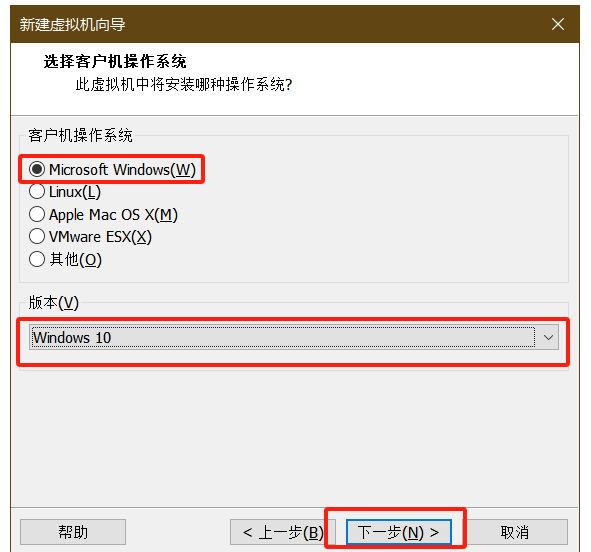 新建虚拟机向导
选择客户机操作系统
此虚拟机中将安装哪种操作系统?
客户机操作系统
Microsoft Windows(W)
Linux(L)
Apple Mac OS X(M)
VMware ESX(X)
其他(O)
版本(V)
Windows 10
帮助 < 上一步(B) 下一步(N) > 取消